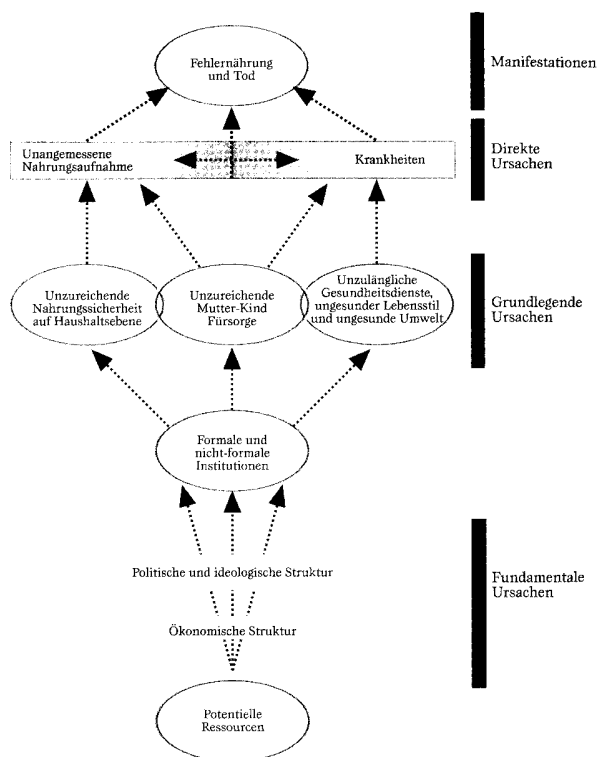 Fehlernährung
und Tod
Manifestationen
Unangemessene
Nahrungsaufnahme
Krankheiten
Direkte
Ursachen
Unzureichende
Nahrungssicherheit
auf Haushaltsebene
Unzureichende
Mutter-Kind
Fürsorge
Unzulängliche
Gesundheitsdienste,
ungesunder Lebensstil
und ungesunde Umwelt
Grundlegende
Ursachen
Formale und
nicht-formale
Institutionen
Politische und ideologische Struktur
Ökonomische Struktur
Fundamentale
Ursachen
Potentielle
Ressourcen